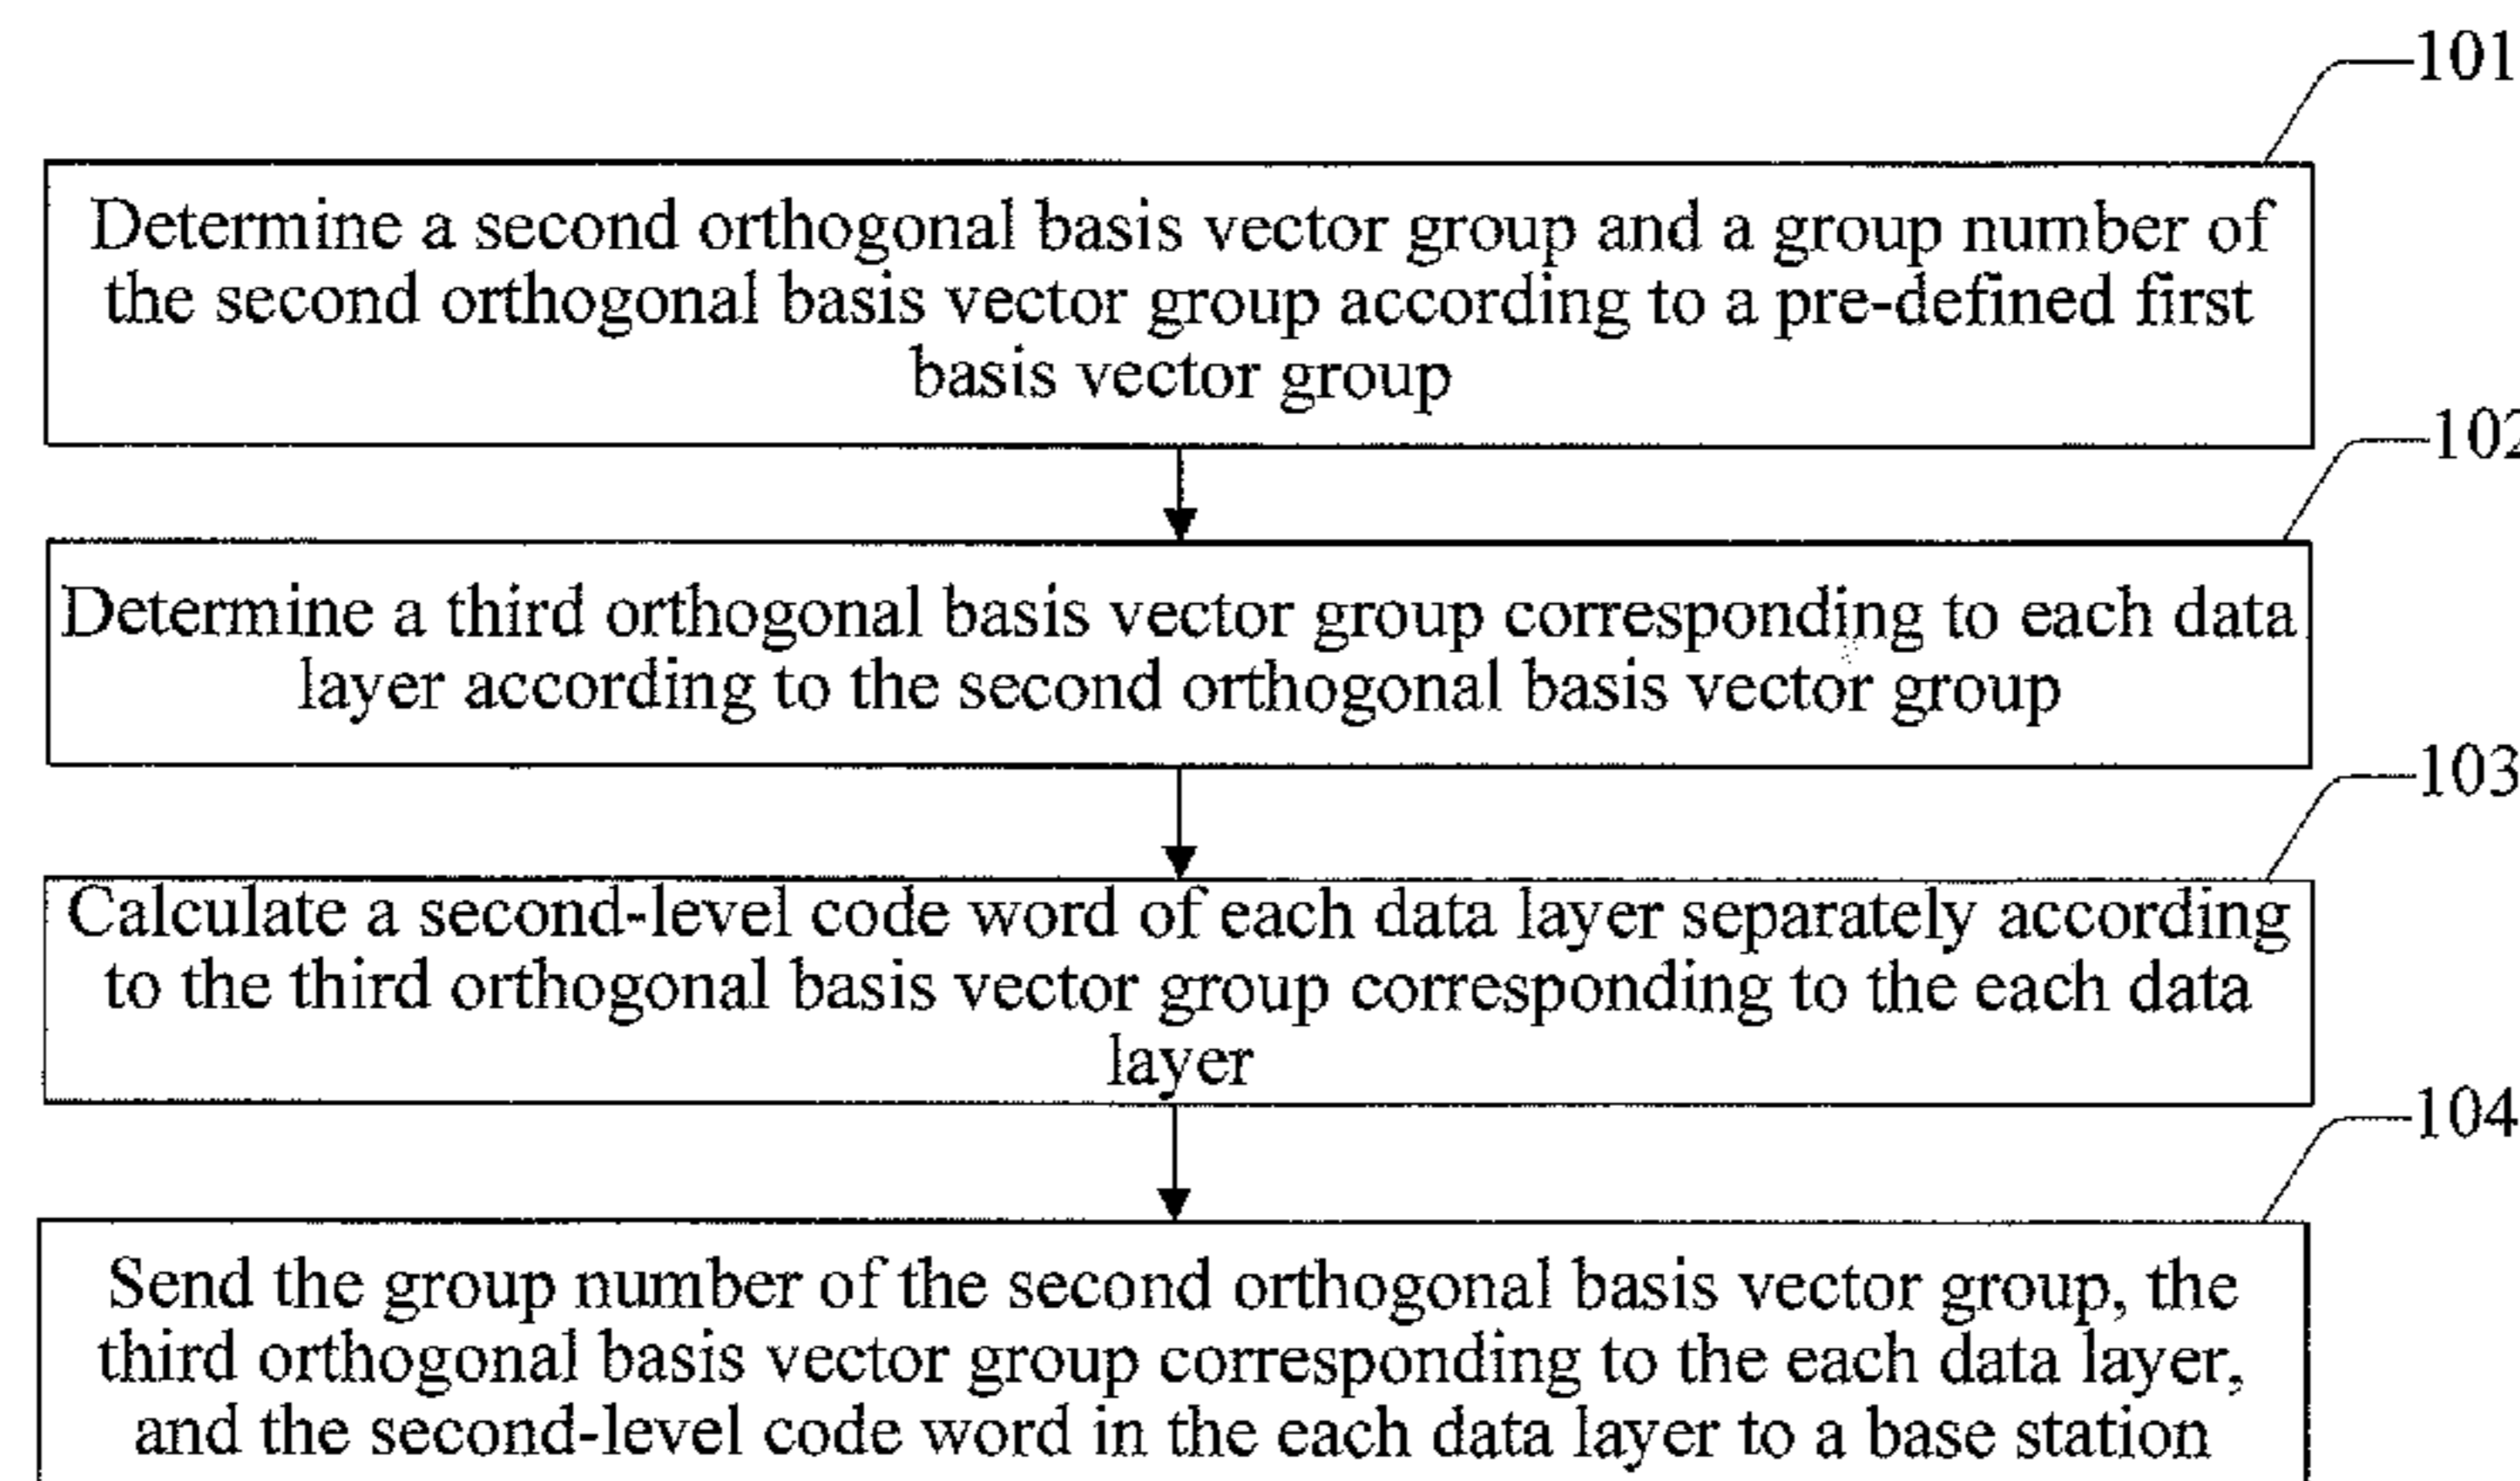 101
Determine a second orthogonal basis vector group and a group number of
the second orthogonal basis vector group according to a pre-defined first
basis vector group
102
Determine a third orthogonal basis vector group corresponding to each data
layer according to the second orthogonal basis vector group
103
Calculate a second-level code word of each data layer separately according
to the third orthogonal basis vector group corresponding to the each data
layer
104
Send the group number of the second orthogonal basis vector group, the
third orthogonal basis vector group corresponding to the each data layer,
and the second-level code word in the each data layer to a base station